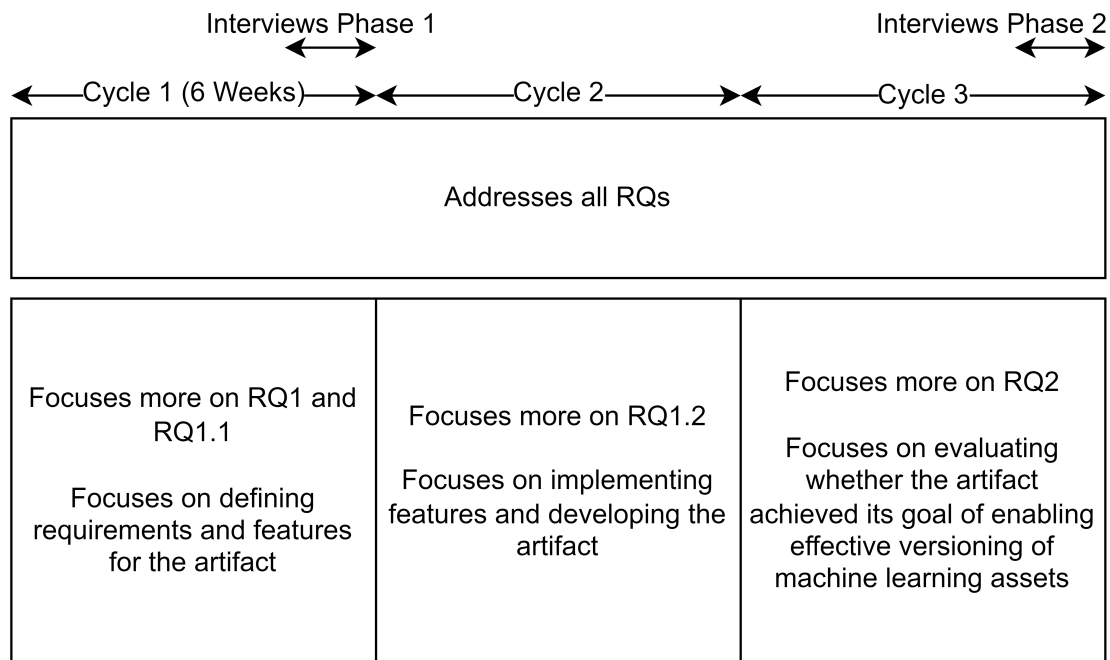 Interviews Phase 1
Interviews Phase 2
Cycle 1 (6 Weeks)
Cycle 2
Cycle 3
Addresses all RQs
Focuses more on RQ1 and
RQ1.1
Focuses on defining
requirements and features
for the artifact
Focuses more on RQ1.2
Focuses on implementing
features and developing the
artifact
Focuses more on RQ2
Focuses on evaluating
whether the artifact
achieved its goal of enabling
effective versioning of
machine learning assets